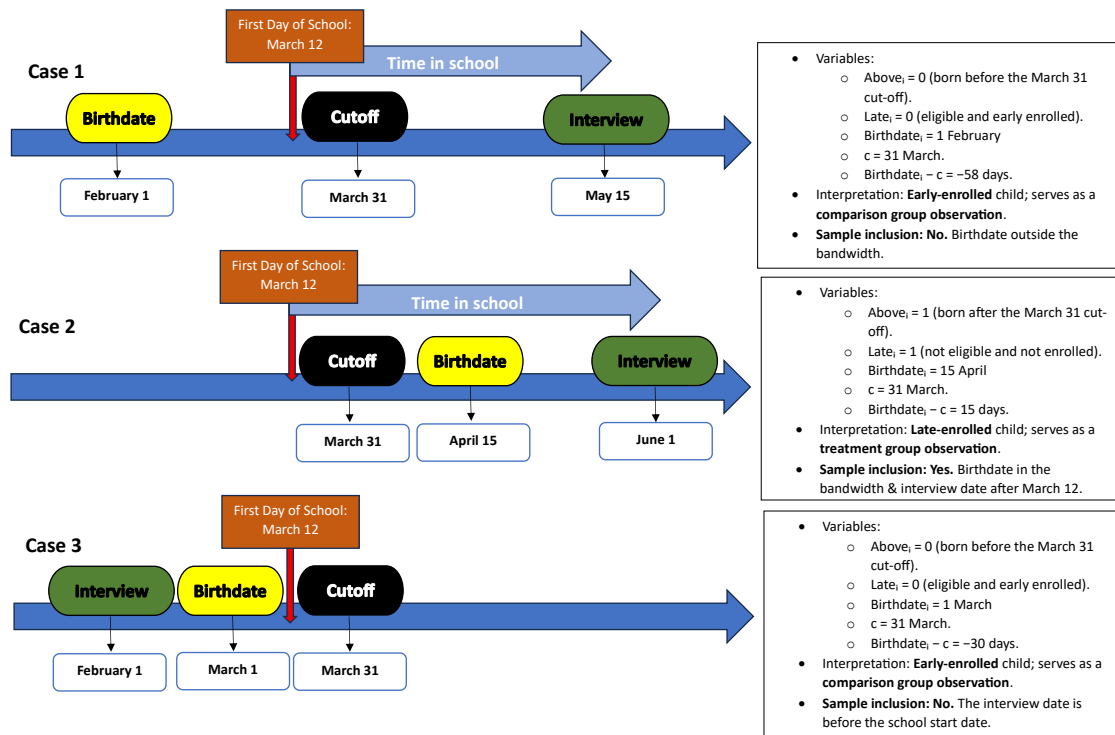 First Day of School:
March 12
Time in school
Case 1
Birthdate
Cutoff
Interview
February 1
March 31
May 15
• Variables:
o Aboveᵢ = 0 (born before the March 31
cut-off).
o Lateᵢ = 0 (eligible and early enrolled).
o Birthdateᵢ = 1 February
o c = 31 March.
o Birthdateᵢ − c = −58 days.
• Interpretation: Early-enrolled child; serves as a
comparison group observation.
• Sample inclusion: No. Birthdate outside the
bandwidth.
First Day of School:
March 12
Time in school
Case 2
Cutoff
Birthdate
Interview
March 31
April 15
June 1
• Variables:
o Aboveᵢ = 1 (born after the March 31 cut-
off).
o Lateᵢ = 1 (not eligible and not enrolled).
o Birthdateᵢ = 15 April
o c = 31 March.
o Birthdateᵢ − c = 15 days.
• Interpretation: Late-enrolled child; serves as a
treatment group observation.
• Sample inclusion: Yes. Birthdate in the
bandwidth & interview date after March 12.
First Day of School:
March 12
Case 3
Interview
Birthdate
Cutoff
February 1
March 1
March 31
• Variables:
o Aboveᵢ = 0 (born before the March 31
cut-off).
o Lateᵢ = 0 (eligible and early enrolled).
o Birthdateᵢ = 1 March
o c = 31 March.
o Birthdateᵢ − c = −30 days.
• Interpretation: Early-enrolled child; serves as a
comparison group observation.
• Sample inclusion: No. The interview date is
before the school start date.